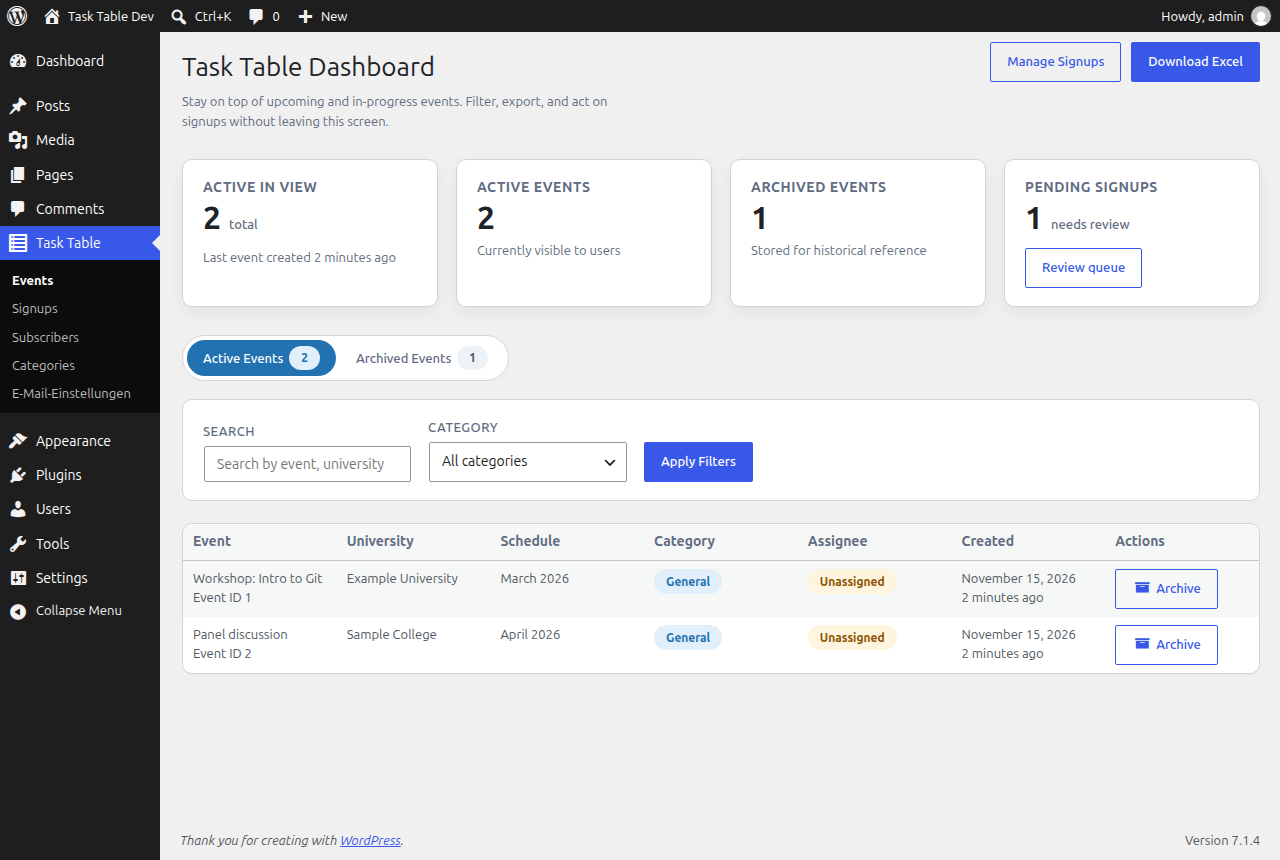 Task Table Dev
Ctrl+K
0
New
Howdy, admin
Dashboard
Posts
Media
Pages
Comments
Task Table
Events
Signups
Subscribers
Categories
E-Mail-Einstellungen
Appearance
Plugins
Users
Tools
Settings
Collapse Menu
Task Table Dashboard
Stay on top of upcoming and in-progress events. Filter, export, and act on
signups without leaving this screen.
Manage Signups
Download Excel
ACTIVE IN VIEW
2 total
Last event created 2 minutes ago
ACTIVE EVENTS
2
Currently visible to users
ARCHIVED EVENTS
1
Stored for historical reference
PENDING SIGNUPS
1 needs review
Review queue
Active Events 2
Archived Events 1
SEARCH
Search by event, university
CATEGORY
All categories
Apply Filters
Event University Schedule Category Assignee Created Actions
Workshop: Intro to Git Example University March 2026 General Unassigned November 15, 2026 Archive
Event ID 1 2 minutes ago
Panel discussion Sample College April 2026 General Unassigned November 15, 2026 Archive
Event ID 2 2 minutes ago
Thank you for creating with WordPress.
Version 7.1.4